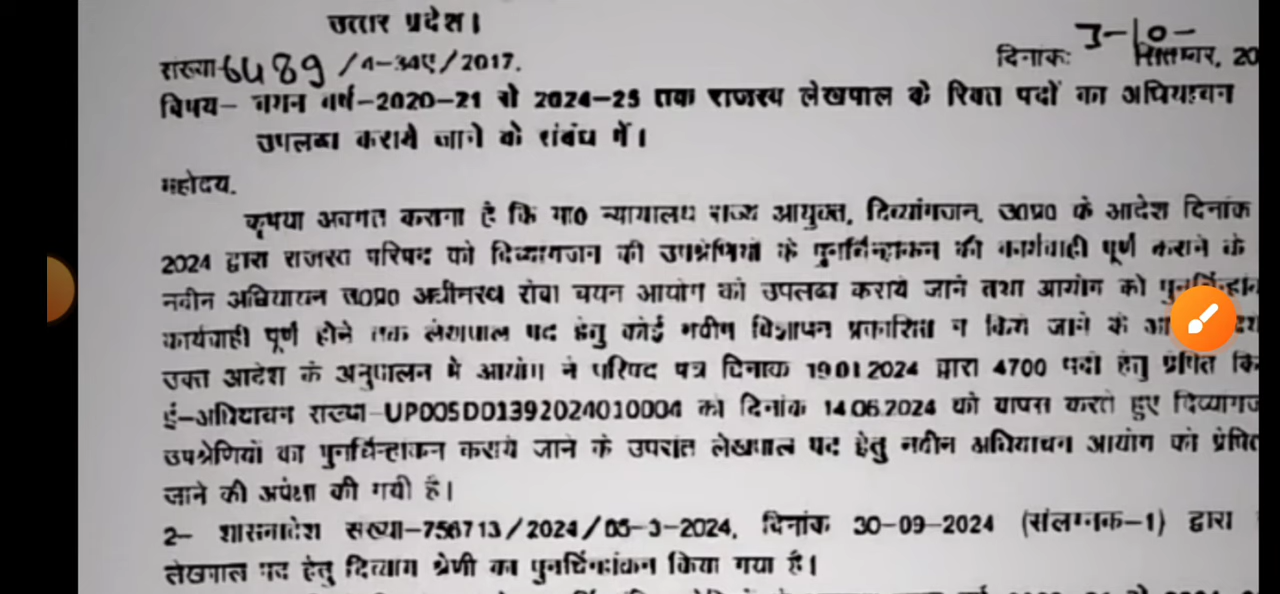 उत्तर प्रदेश।
संख्या-6489 /4-34ए/2017.
दिनांक: 3-10- सितम्बर, 20
विषय- चयन वर्ष-2020-21 से 2024-25 तक राजस्व लेखपाल के रिक्त पदों का अधियाचन
उपलब्ध कराये जाने के संबंध में।
महोदय,
कृपया अवगत कराना है कि मा0 न्यायालय राज्य आयुक्त, दिव्यांगजन, उ0प्र0 के आदेश दिनांक
2024 द्वारा राजस्व परिषद को दिव्यांगजन की उपश्रेणियों के पुनर्चिन्हांकन की कार्यवाही पूर्ण कराने के
नवीन अधियाचन उ0प्र0 अधीनस्थ सेवा चयन आयोग को उपलब्ध कराये जाने तथा आयोग को
कार्यवाही पूर्ण होने तक लेखपाल पद हेतु कोई नवीन विज्ञापन प्रकाशित न किये जाने के
उक्त आदेश के अनुपालन मे आयोग ने परिषद पत्र दिनांक 19.01.2024 द्वारा 4700 पदों हेतु प्रेषित
ई-अधियाचन संख्या-UP00SD01392024010004 को दिनांक 14.06.2024 को वापस करते हुए
उपश्रेणियों का पुनर्चिन्हांकन कराये जाने के उपरांत लेखपाल पद हेतु नवीन अधियाचन आयोग को प्रेषित
जाने की अपेक्षा की गयी है।
2- शासनादेश संख्या-756713/2024/05-3-2024, दिनांक 30-09-2024 (संलग्नक-1) द्वारा
लेखपाल पद हेतु दिव्यांग श्रेणी का पुनर्चिन्हांकन किया गया है।